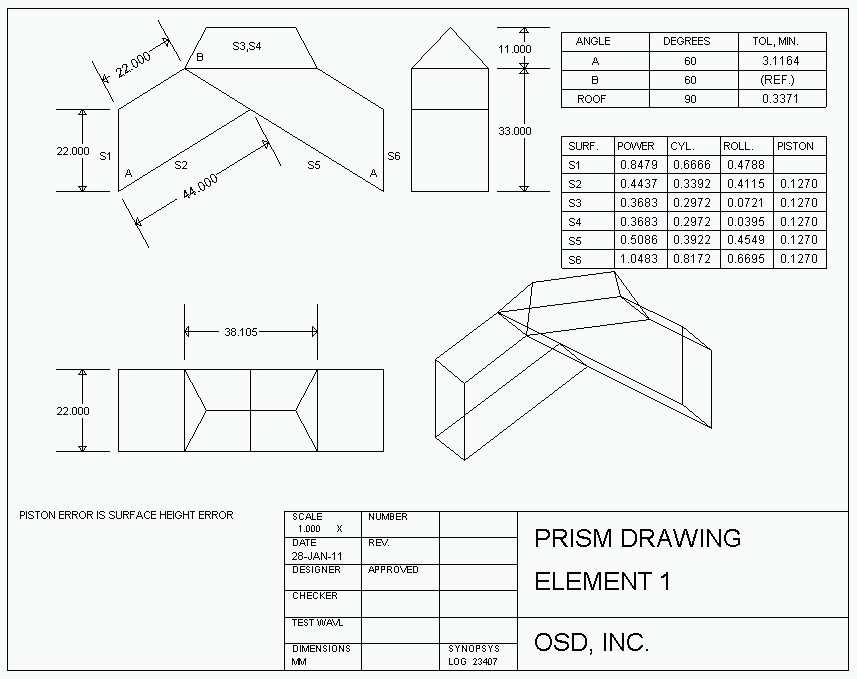 22.000
B
S3,S4
22.000
S1
A
S2
44.000
S5
A
S6
11.000
33.000
ANGLE DEGREES TOL, MIN.
A 60 3.1164
B 60 (REF.)
ROOF 90 0.3371
SURF. POWER CYL. ROLL. PISTON
S1 0.8479 0.6666 0.4788
S2 0.4437 0.3392 0.4115 0.1270
S3 0.3683 0.2972 0.0721 0.1270
S4 0.3683 0.2972 0.0395 0.1270
S5 0.5086 0.3922 0.4549 0.1270
S6 1.0483 0.8172 0.6695 0.1270
38.105
22.000
PISTON ERROR IS SURFACE HEIGHT ERROR
SCALE
1.000 X
NUMBER
DATE
28-JAN-11
REV.
DESIGNER
APPROVED
CHECKER
TEST WAVL
DIMENSIONS
MM
SYNOPSYS
LOG 23407
PRISM DRAWING
ELEMENT 1
OSD, INC.